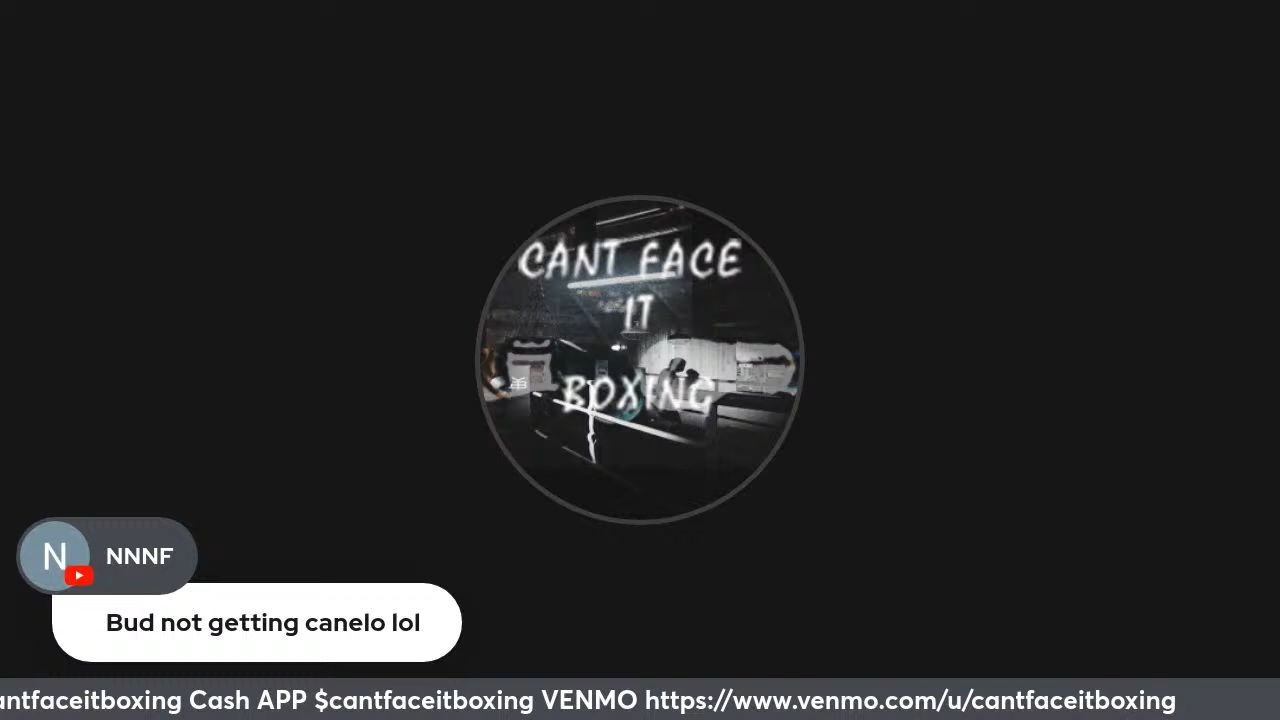 CANT FACE
IT
BOXING
N
NNNF
Bud not getting canelo lol
antfaceitboxing Cash APP $cantfaceitboxing VENMO https://www.venmo.com/u/cantfaceitboxing